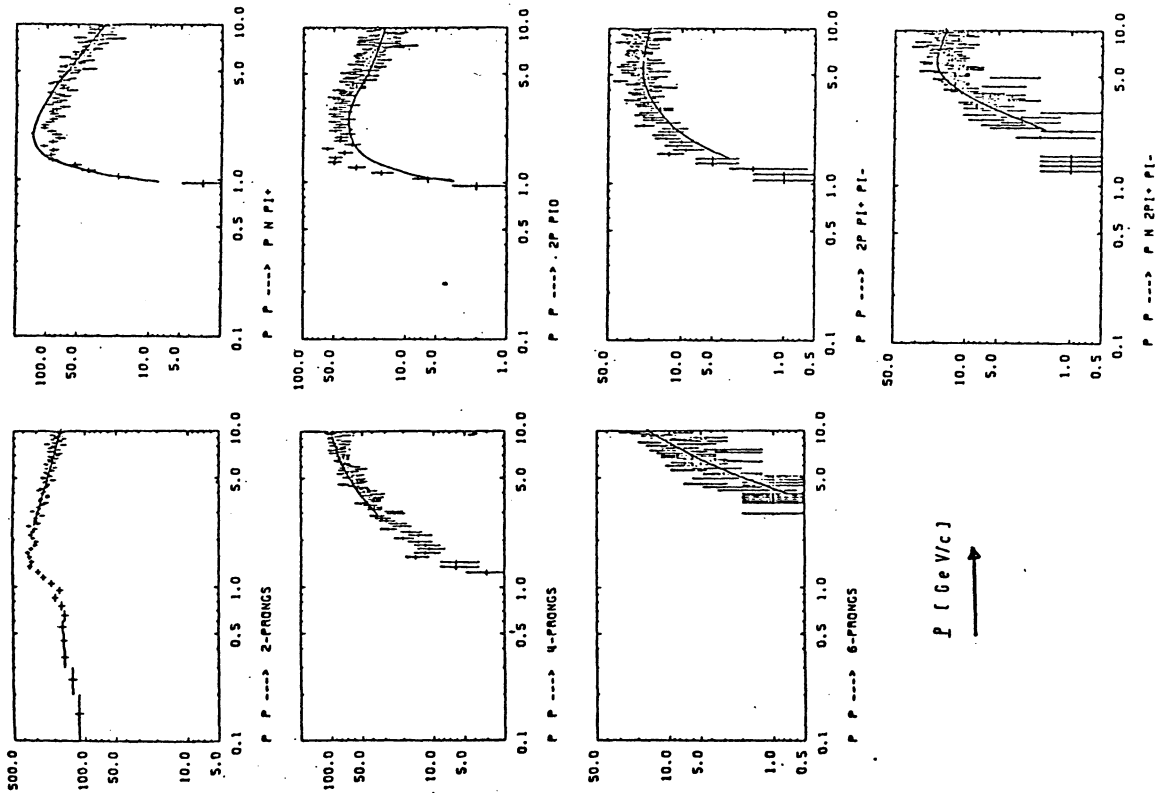 500.0
100.0
50.0
10.0
5.0
0.1 0.5 1.0 5.0 10.0
P P ---> 2-PRONGS
100.0
50.0
10.0
5.0
0.1 0.5 1.0 5.0 10.0
P P ---> P N PI+
100.0
50.0
10.0
5.0
0.1 0.5 1.0 5.0 10.0
P P ---> 4-PRONGS
100.0
50.0
10.0
5.0
1.0
0.1 0.5 1.0 5.0 10.0
P P ---> 2P PI0
50.0
10.0
5.0
1.0
0.5
0.1 0.5 1.0 5.0 10.0
P P ---> 6-PRONGS
50.0
10.0
5.0
1.0
0.5
0.1 0.5 1.0 5.0 10.0
P P ---> 2P PI+ PI-
50.0
10.0
5.0
1.0
0.5
0.1 0.5 1.0 5.0 10.0
P P ---> P N 2PI+ PI-
P [GeV/c]